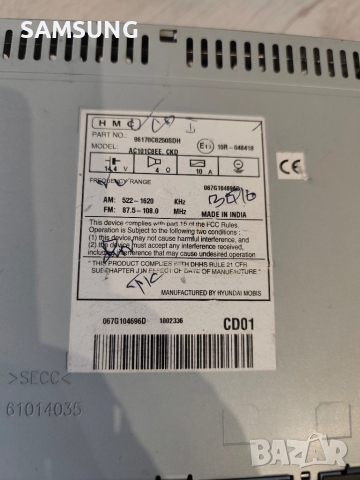 SAMSUNG
HMC
PART NO. : 96170C8250SDH
MODEL: AC101C8EE, CKD
E13 10R-040418
14.4 V 4 Ω 10 A
FREQUENCY RANGE
067G104696D
AM: 522-1620 KHz
FM: 87.5-108.0 MHz MADE IN INDIA
CE
This device complies with part 15 of the FCC Rules.
Operation is Subject to the following two conditions :
(1) this device may not cause harmful interference, and
(2) this device must accept any interference received,
including interference that may cause undesired operation.
THIS PRODUCT COMPLIES WITH DHHS RULE 21 CFR
SUB-CHAPTER J IN EFFECT OF DATE OF MANUFACTURE.
MANUFACTURED BY HYUNDAI MOBIS
067G104696D 1002336 CD01
>SECC<
61014035
bazar.bg